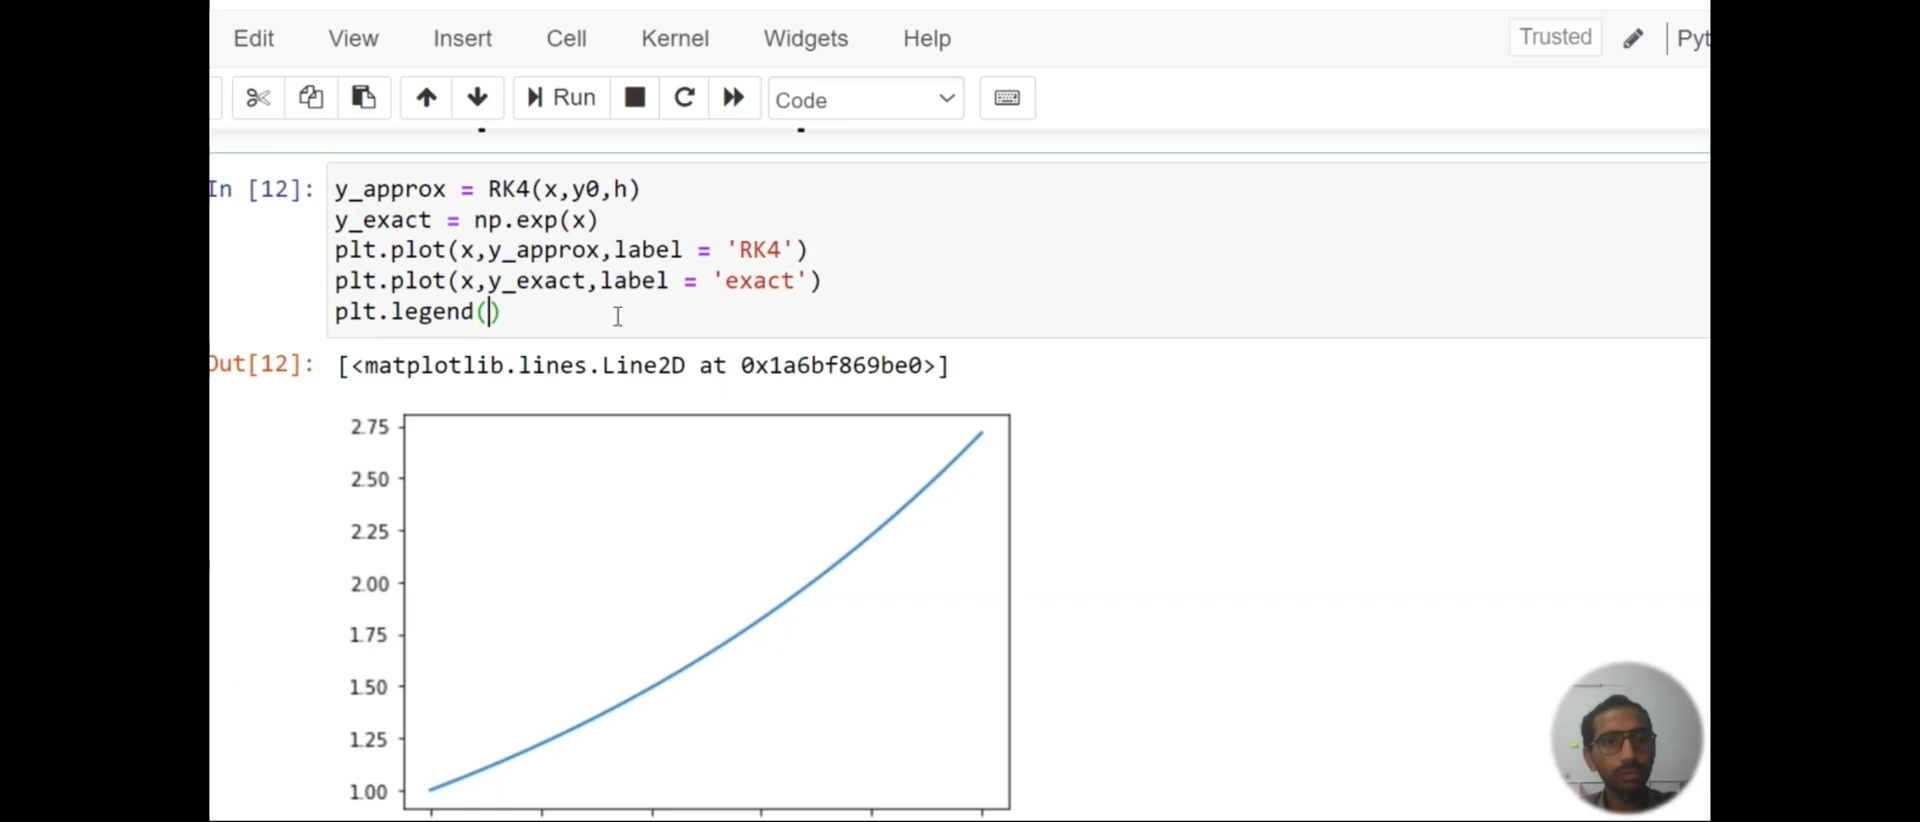 Edit View Insert Cell Kernel Widgets Help Trusted
Run Code
In [12]:
y_approx = RK4(x,y0,h)
y_exact = np.exp(x)
plt.plot(x,y_approx,label = 'RK4')
plt.plot(x,y_exact,label = 'exact')
plt.legend()
Out[12]: [<matplotlib.lines.Line2D at 0x1a6bf869be0>]
2.75
2.50
2.25
2.00
1.75
1.50
1.25
1.00